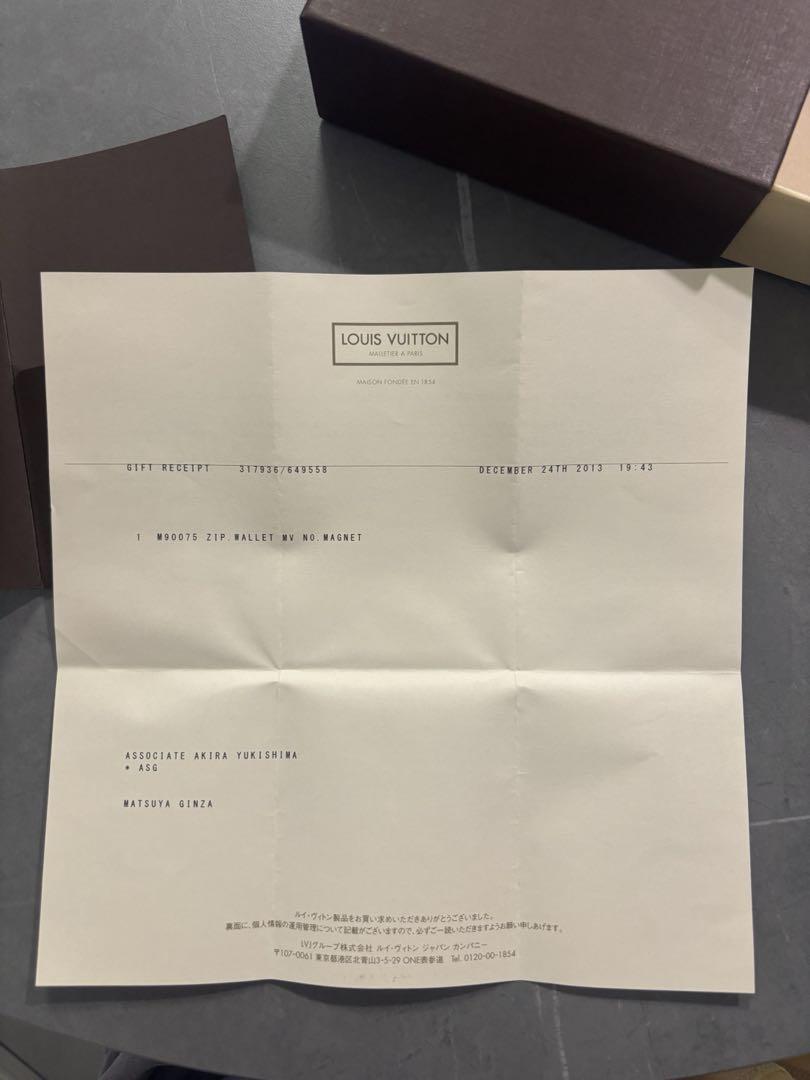 LOUIS VUITTON
MALLETIER A PARIS
MAISON FONDÉE EN 1854
GIFT RECEIPT 317936/649558 DECEMBER 24TH 2013 19:43
1 M90075 ZIP.WALLET MV NO.MAGNET
ASSOCIATE AKIRA YUKISHIMA
* ASG
MATSUYA GINZA
ルイ・ヴィトン製品をお買い求めいただきありがとうございました。
裏面に、個人情報の運用管理について記載がございますので、必ずご一読いただきますようお願い申しあげます。
LVJグループ株式会社 ルイ・ヴィトン ジャパン カンパニー
〒107-0061 東京都港区北青山3-5-29 ONE表参道 Tel. 0120-00-1854